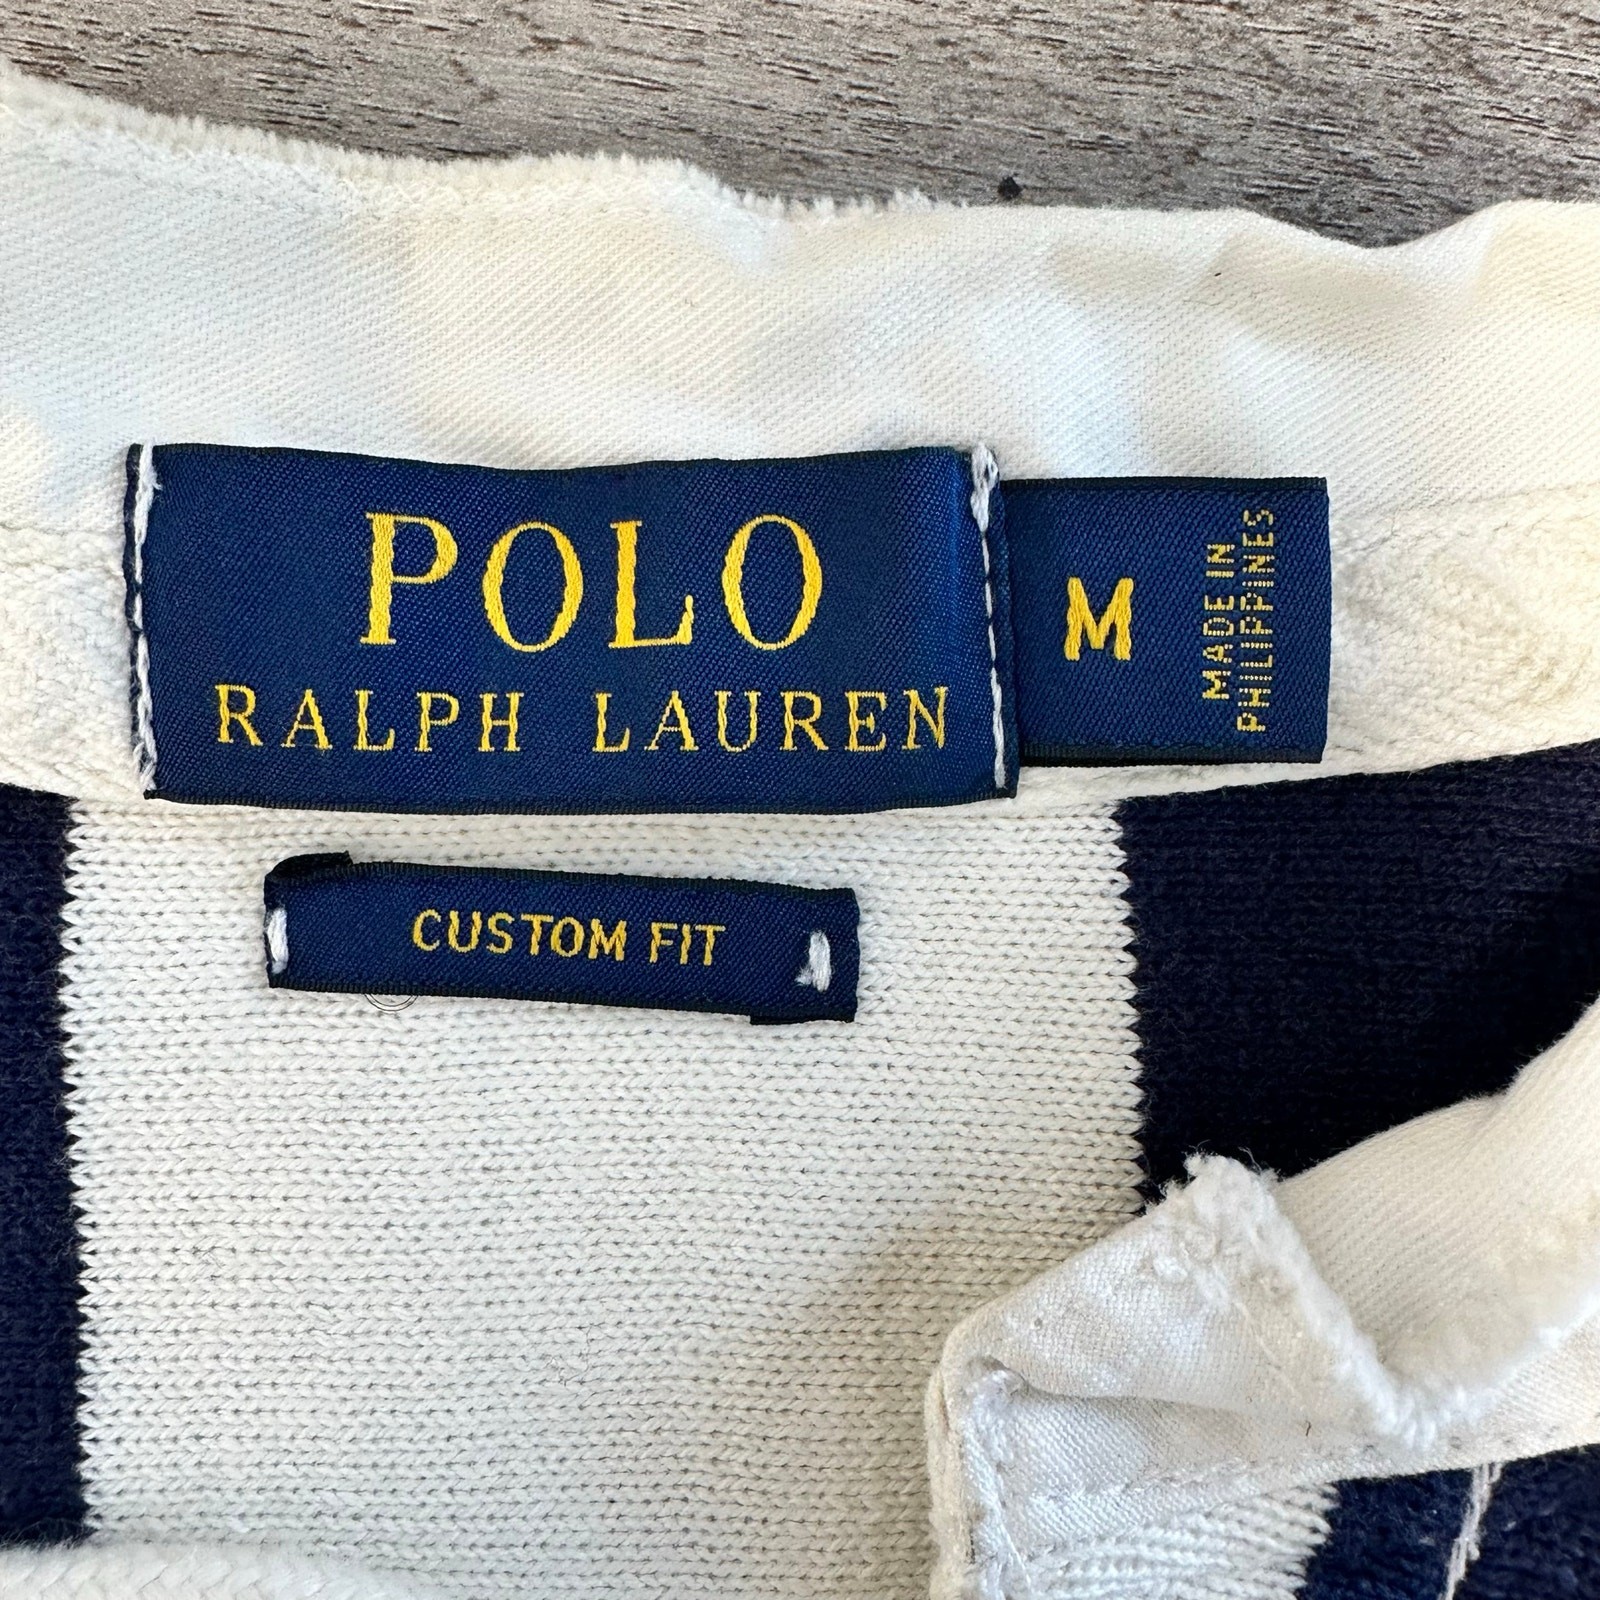 POLO
RALPH LAUREN
M
MADE IN
PHILIPPINES
CUSTOM FIT